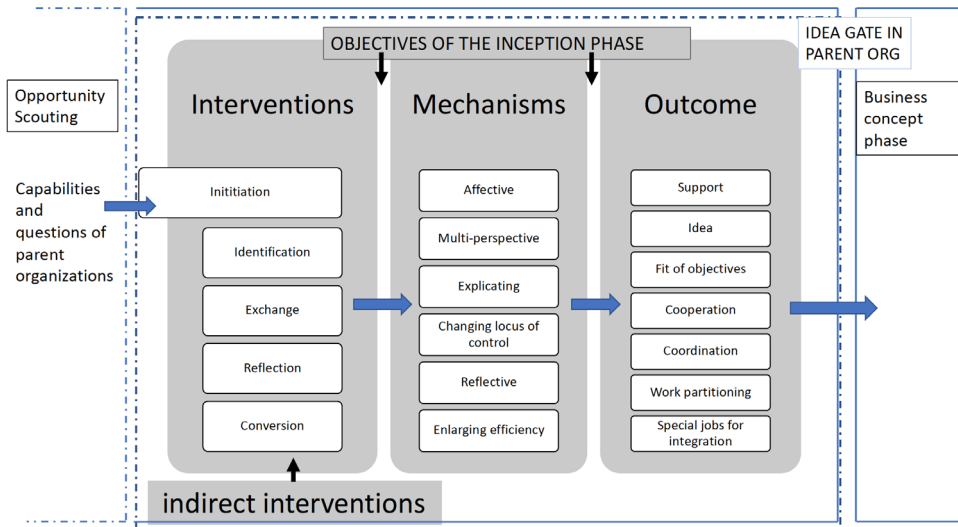 OBJECTIVES OF THE INCEPTION PHASE
IDEA GATE IN
PARENT ORG
Opportunity
Scouting
Capabilities and
questions of
parent
organizations
Interventions
Inititiation
Identification
Exchange
Reflection
Conversion
indirect interventions
Mechanisms
Affective
Multi-perspective
Explicating
Changing locus of
control
Reflective
Enlarging efficiency
Outcome
Support
Idea
Fit of objectives
Cooperation
Coordination
Work partitioning
Special jobs for
integration
Business
concept
phase